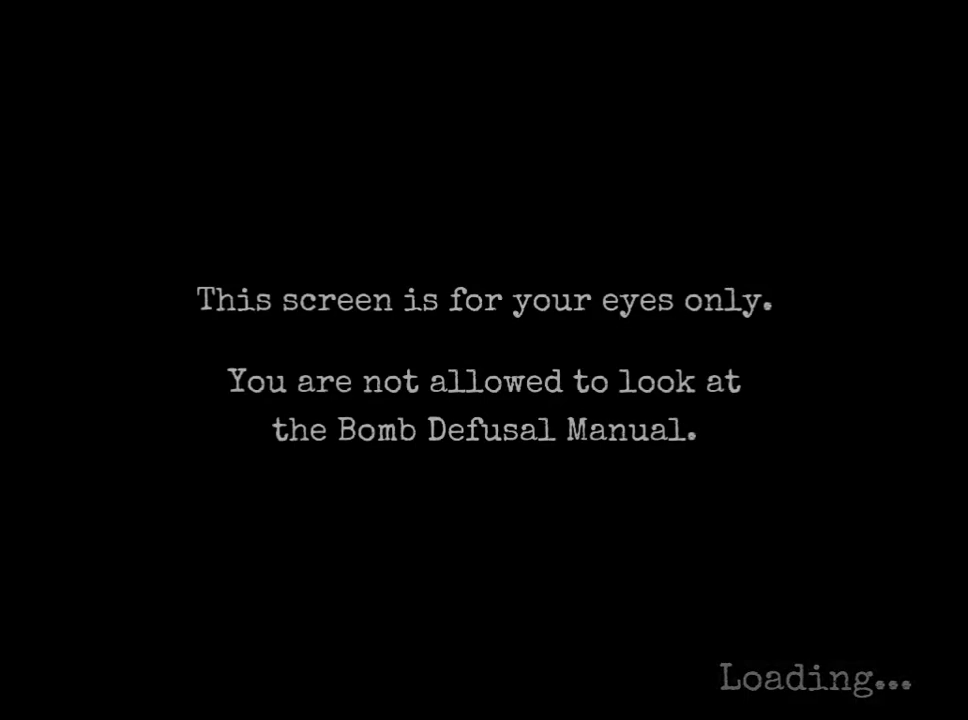 This screen is for your eyes only.
You are not allowed to look at
the Bomb Defusal Manual.
Loading...